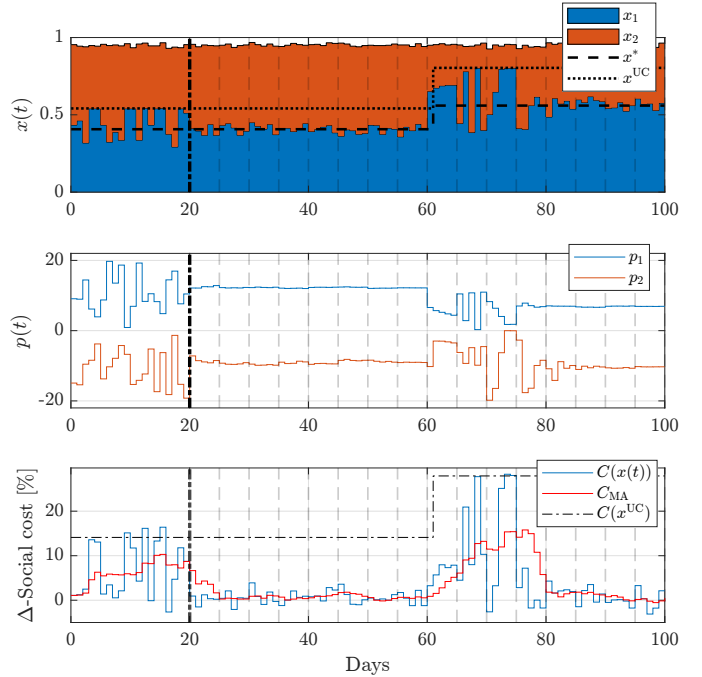 x(t)
1
0.5
0
x₁
x₂
x*
x^UC
0 20 40 60 80 100
p(t)
20
0
-20
p₁
p₂
0 20 40 60 80 100
Δ-Social cost [%]
20
10
0
C(x(t))
C_MA
C(x^UC)
0 20 40 60 80 100
Days